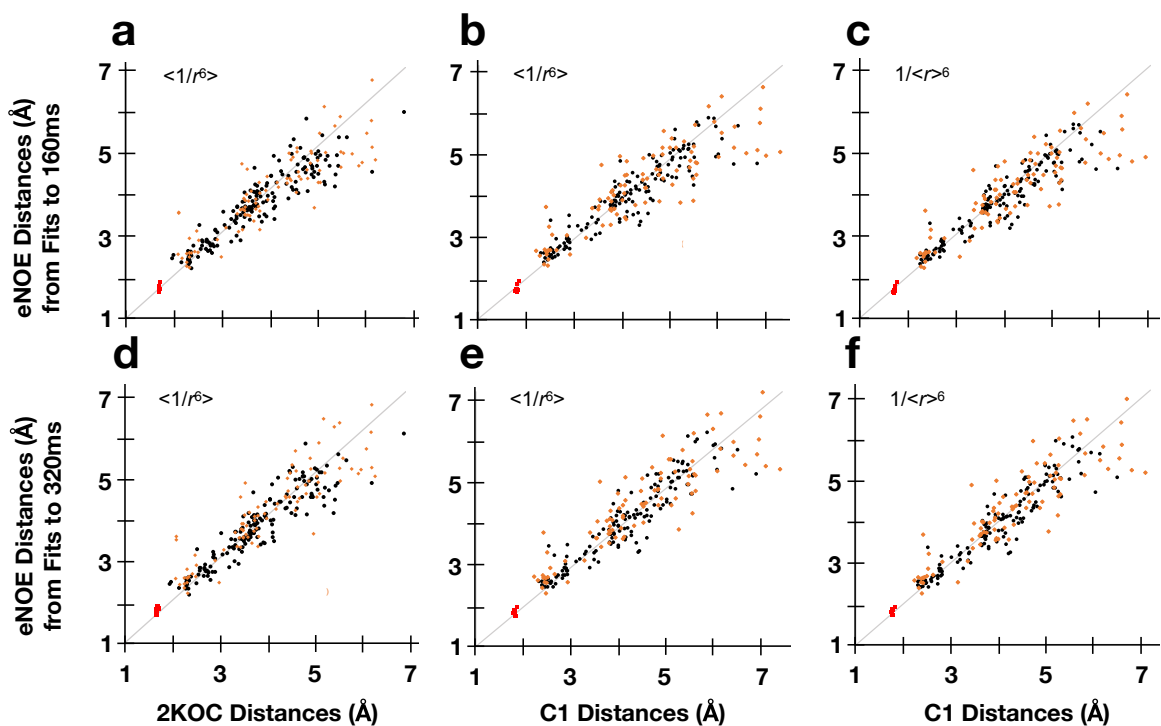 a
b
c
<1/r⁶>
<1/r⁶>
1/<r>⁶
eNOE Distances (Å)
from Fits to 160ms
7
5
3
1
7
5
3
1
7
5
3
1
d
e
f
<1/r⁶>
<1/r⁶>
1/<r>⁶
eNOE Distances (Å)
from Fits to 320ms
7
5
3
1
7
5
3
1
7
5
3
1
1 3 5 7
1 3 5 7
1 3 5 7
2KOC Distances (Å)
C1 Distances (Å)
C1 Distances (Å)